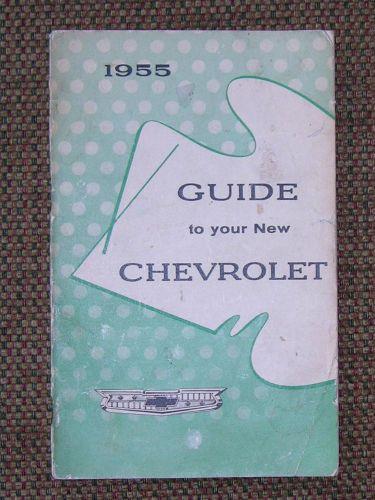 1955
GUIDE
to your New
CHEVROLET